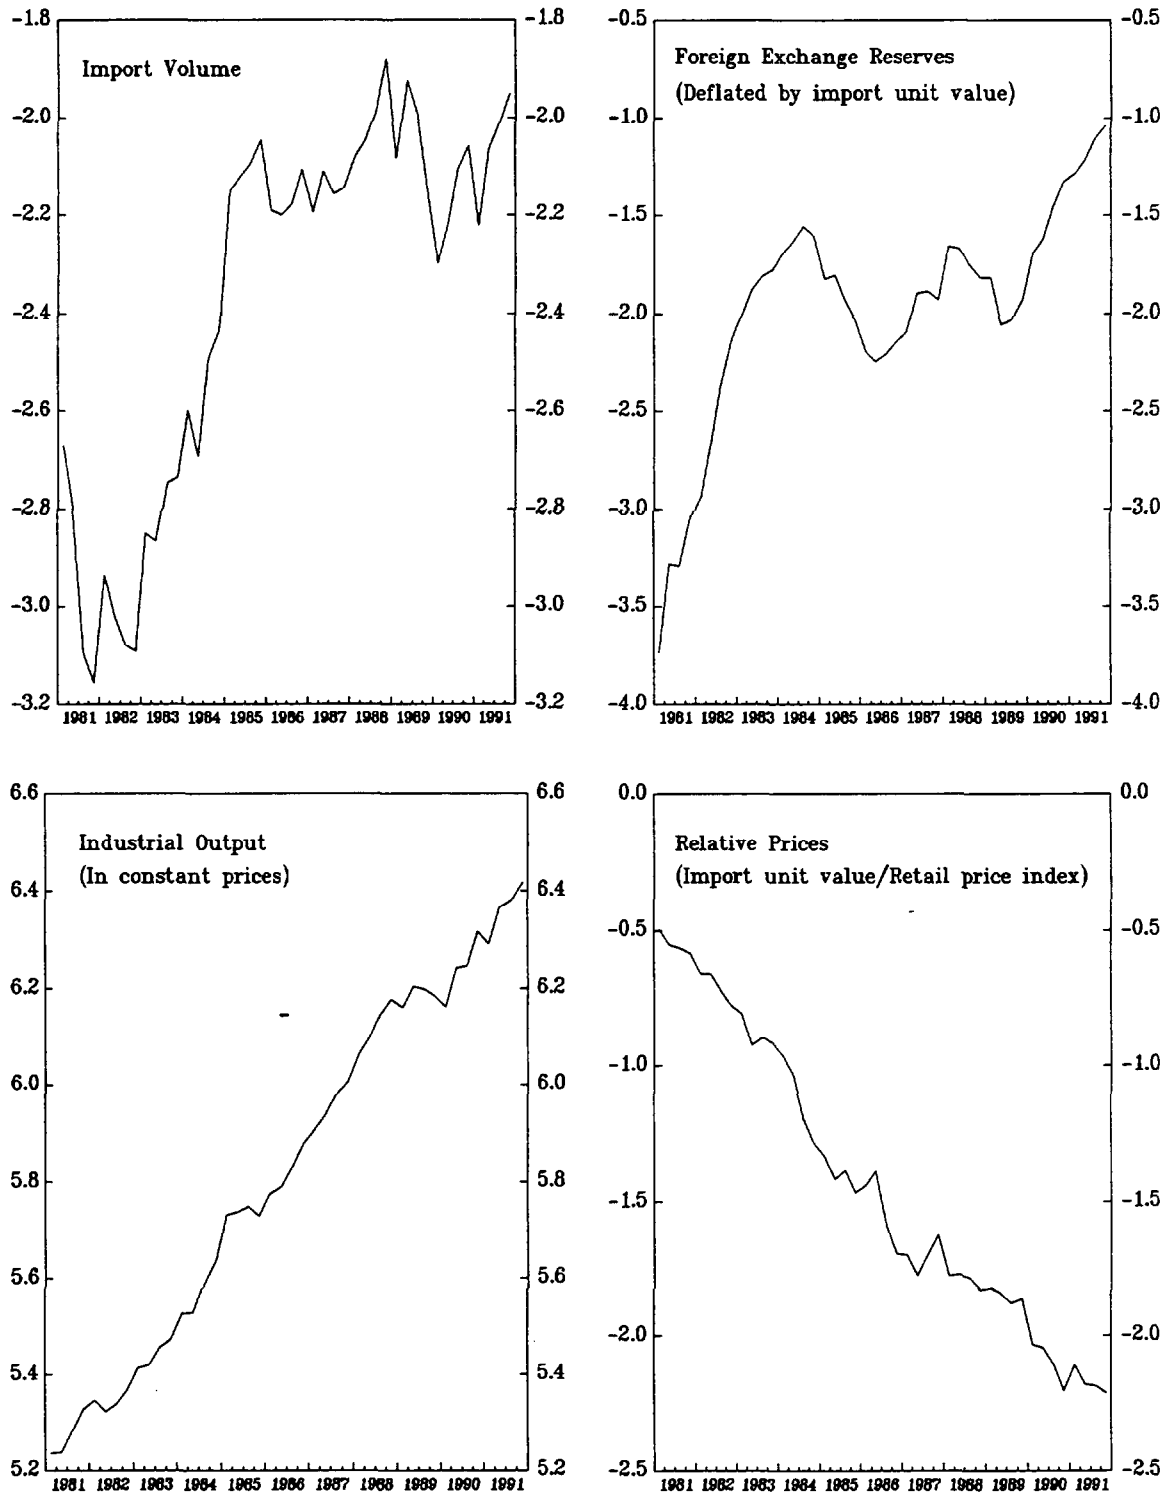 Import Volume
-1.8 -1.8
-2.0 -2.0
-2.2 -2.2
-2.4 -2.4
-2.6 -2.6
-2.8 -2.8
-3.0 -3.0
-3.2 -3.2
1981 1982 1983 1984 1985 1986 1987 1988 1989 1990 1991
Foreign Exchange Reserves
(Deflated by import unit value)
-0.5 -0.5
-1.0 -1.0
-1.5 -1.5
-2.0 -2.0
-2.5 -2.5
-3.0 -3.0
-3.5 -3.5
-4.0 -4.0
1981 1982 1983 1984 1985 1986 1987 1988 1989 1990 1991
Industrial Output
(In constant prices)
6.6 6.6
6.4 6.4
6.2 6.2
6.0 6.0
5.8 5.8
5.6 5.6
5.4 5.4
5.2 5.2
1981 1982 1983 1984 1985 1986 1987 1988 1989 1990 1991
Relative Prices
(Import unit value/Retail price index)
0.0 0.0
-0.5 -0.5
-1.0 -1.0
-1.5 -1.5
-2.0 -2.0
-2.5 -2.5
1981 1982 1983 1984 1985 1986 1987 1988 1989 1990 1991